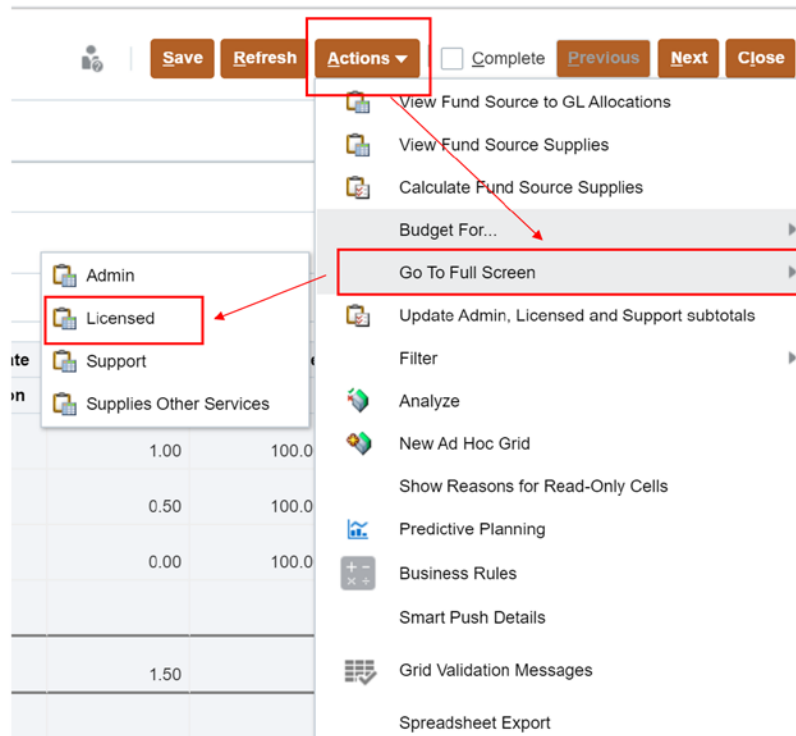 Save Refresh Actions Complete Previous Next Close
View Fund Source to GL Allocations
View Fund Source Supplies
Calculate Fund Source Supplies
Budget For...
Go To Full Screen
Update Admin, Licensed and Support subtotals
Filter
Analyze
New Ad Hoc Grid
Show Reasons for Read-Only Cells
Predictive Planning
Business Rules
Smart Push Details
Grid Validation Messages
Spreadsheet Export
Admin
Licensed
Support
Supplies Other Services
1.00 100.0
0.50 100.0
0.00 100.0
1.50